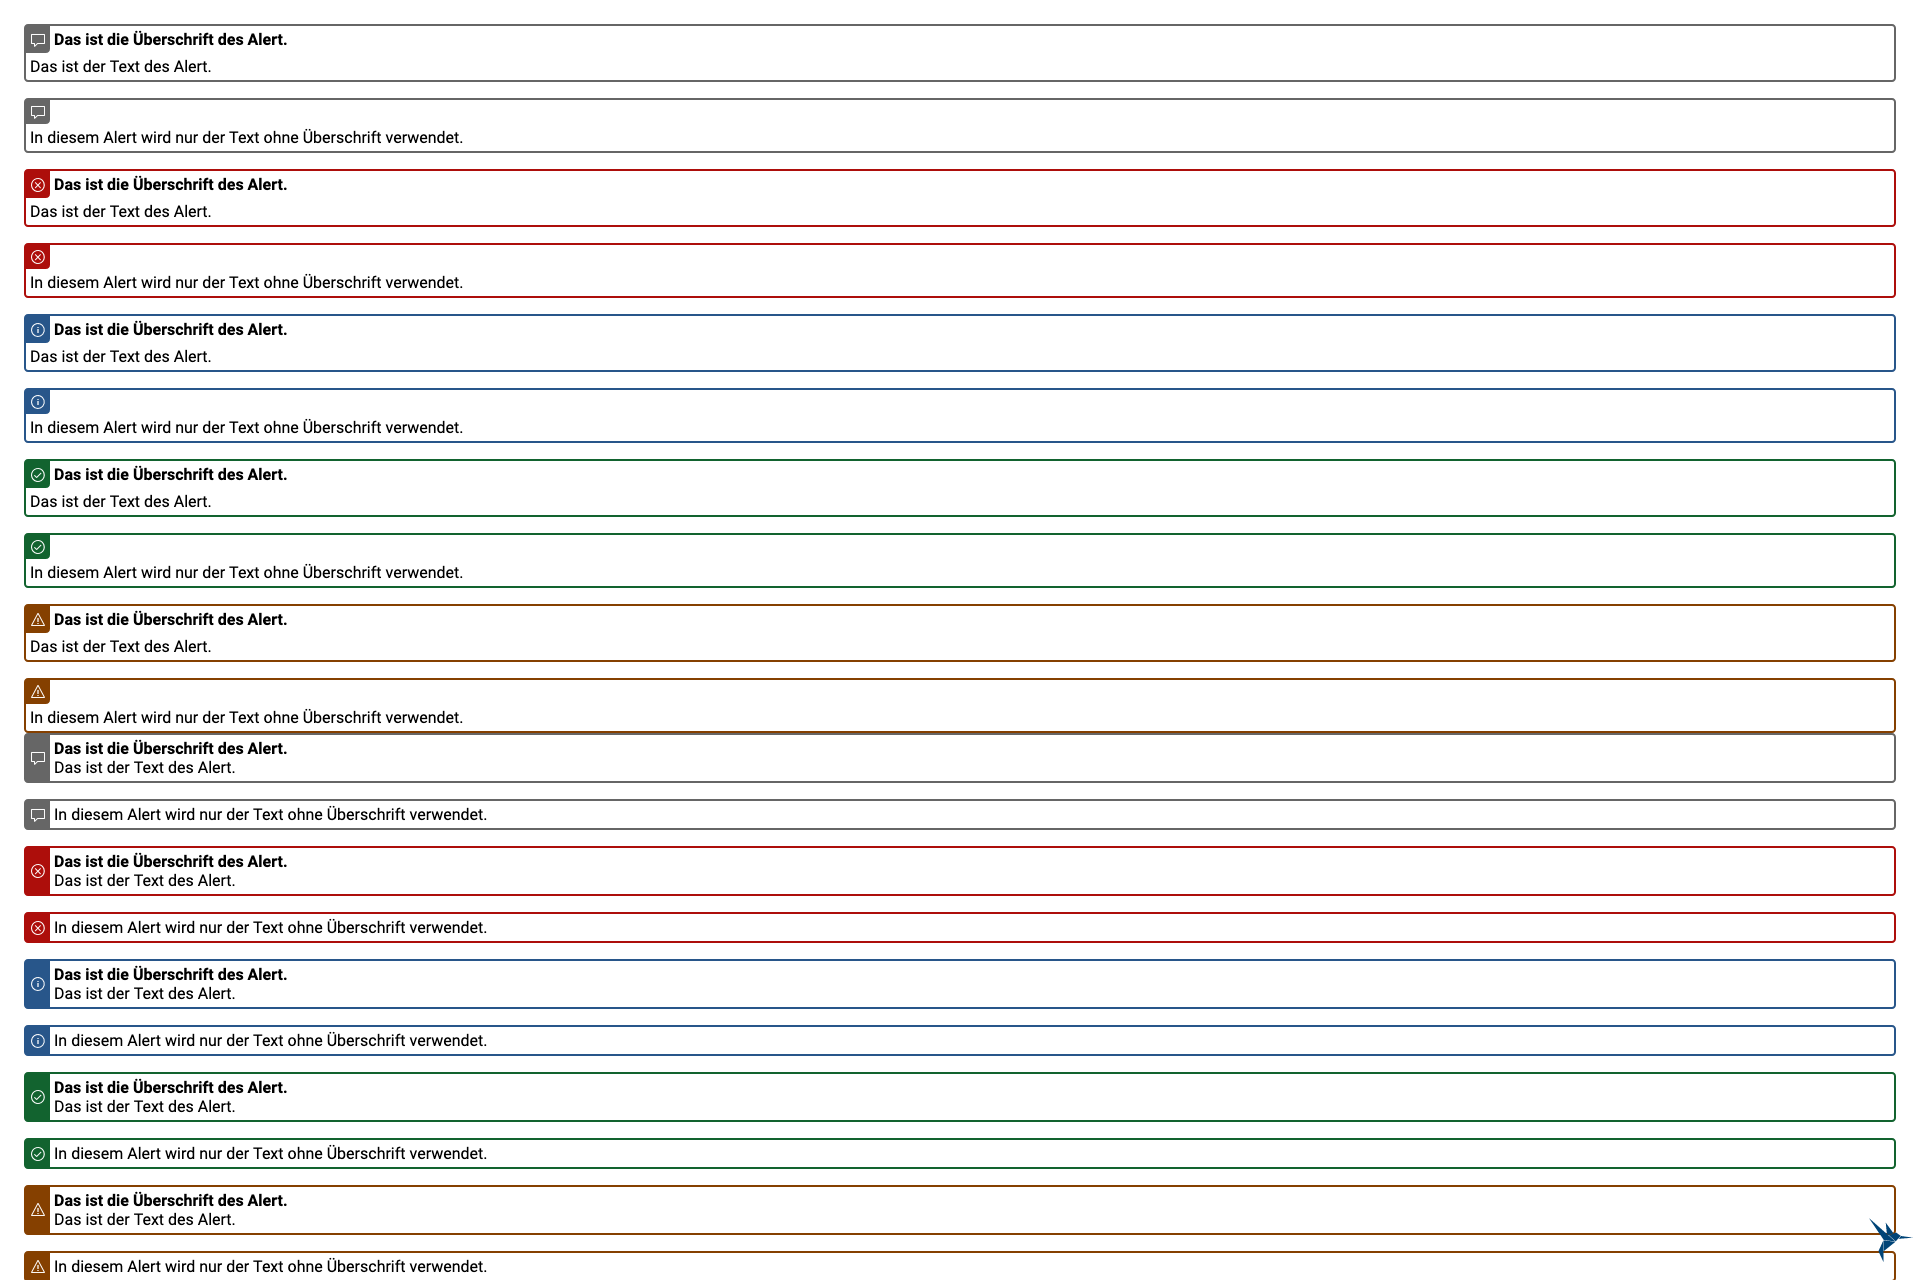 Das ist die Überschrift des Alert.
Das ist der Text des Alert.
In diesem Alert wird nur der Text ohne Überschrift verwendet.
Das ist die Überschrift des Alert.
Das ist der Text des Alert.
In diesem Alert wird nur der Text ohne Überschrift verwendet.
Das ist die Überschrift des Alert.
Das ist der Text des Alert.
In diesem Alert wird nur der Text ohne Überschrift verwendet.
Das ist die Überschrift des Alert.
Das ist der Text des Alert.
In diesem Alert wird nur der Text ohne Überschrift verwendet.
Das ist die Überschrift des Alert.
Das ist der Text des Alert.
In diesem Alert wird nur der Text ohne Überschrift verwendet.
Das ist die Überschrift des Alert.
Das ist der Text des Alert.
In diesem Alert wird nur der Text ohne Überschrift verwendet.
Das ist die Überschrift des Alert.
Das ist der Text des Alert.
In diesem Alert wird nur der Text ohne Überschrift verwendet.
Das ist die Überschrift des Alert.
Das ist der Text des Alert.
In diesem Alert wird nur der Text ohne Überschrift verwendet.
Das ist die Überschrift des Alert.
Das ist der Text des Alert.
In diesem Alert wird nur der Text ohne Überschrift verwendet.
Das ist die Überschrift des Alert.
Das ist der Text des Alert.
In diesem Alert wird nur der Text ohne Überschrift verwendet.